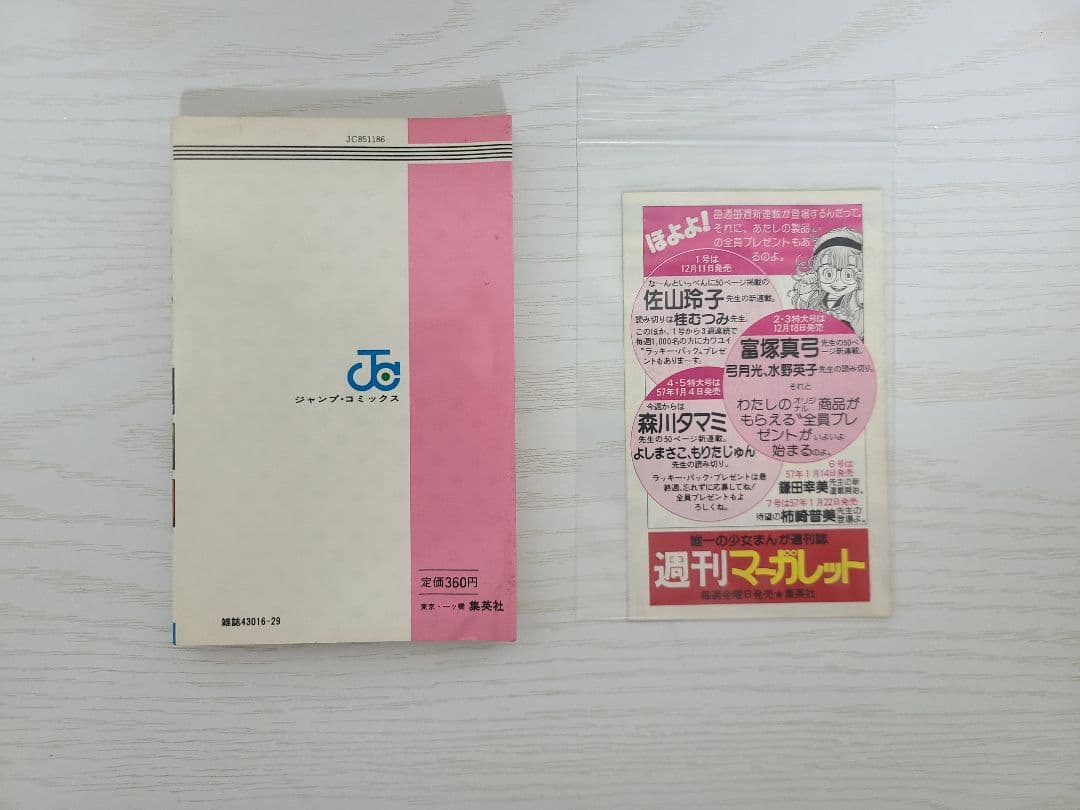 JC851186
ジャンプ・コミックス
定価360円
東京・一ツ橋 集英社
雑誌43016-29
ほよよ!
毎週毎週新連載が登場するんだって。
それに、あたしの製品
の全員プレゼントもあ
るのよ。
1号は
12月11日発売
な〜んといっぺんに50ページ掲載の
佐山玲子先生の新連載。
読み切りは桂むつみ先生。
このほか、1号から3週連続で
毎週1,000名の方にカワユイ
"ラッキー・パック"プレゼ
ントもありま〜す。
2・3特大号は
12月18日発売
富塚真弓先生の50ペ
ージ新連載。
弓月光、水野英子先生の読み切り。
それと
わたしのオリジナル商品が
もらえる"全員プレ
ゼントがいよいよ
始まるのよ。
4・5特大号は
57年1月4日発売
今週からは
森川タマミ
先生の50ページ新連載。
よしまさこ、もりたじゅん
先生の読み切り。
ラッキー・パック・プレゼントは最
終週、忘れずに応募してね!
全員プレゼントもよ
ろしくね。
6号は
57年1月14日発売
鎌田幸美先生の新
連載開始。
7号は57年1月22日発売
待望の柿崎普美先生の
登場よ。
唯一の少女まんが週刊誌
週刊マーガレット
毎週金曜日発売★集英社